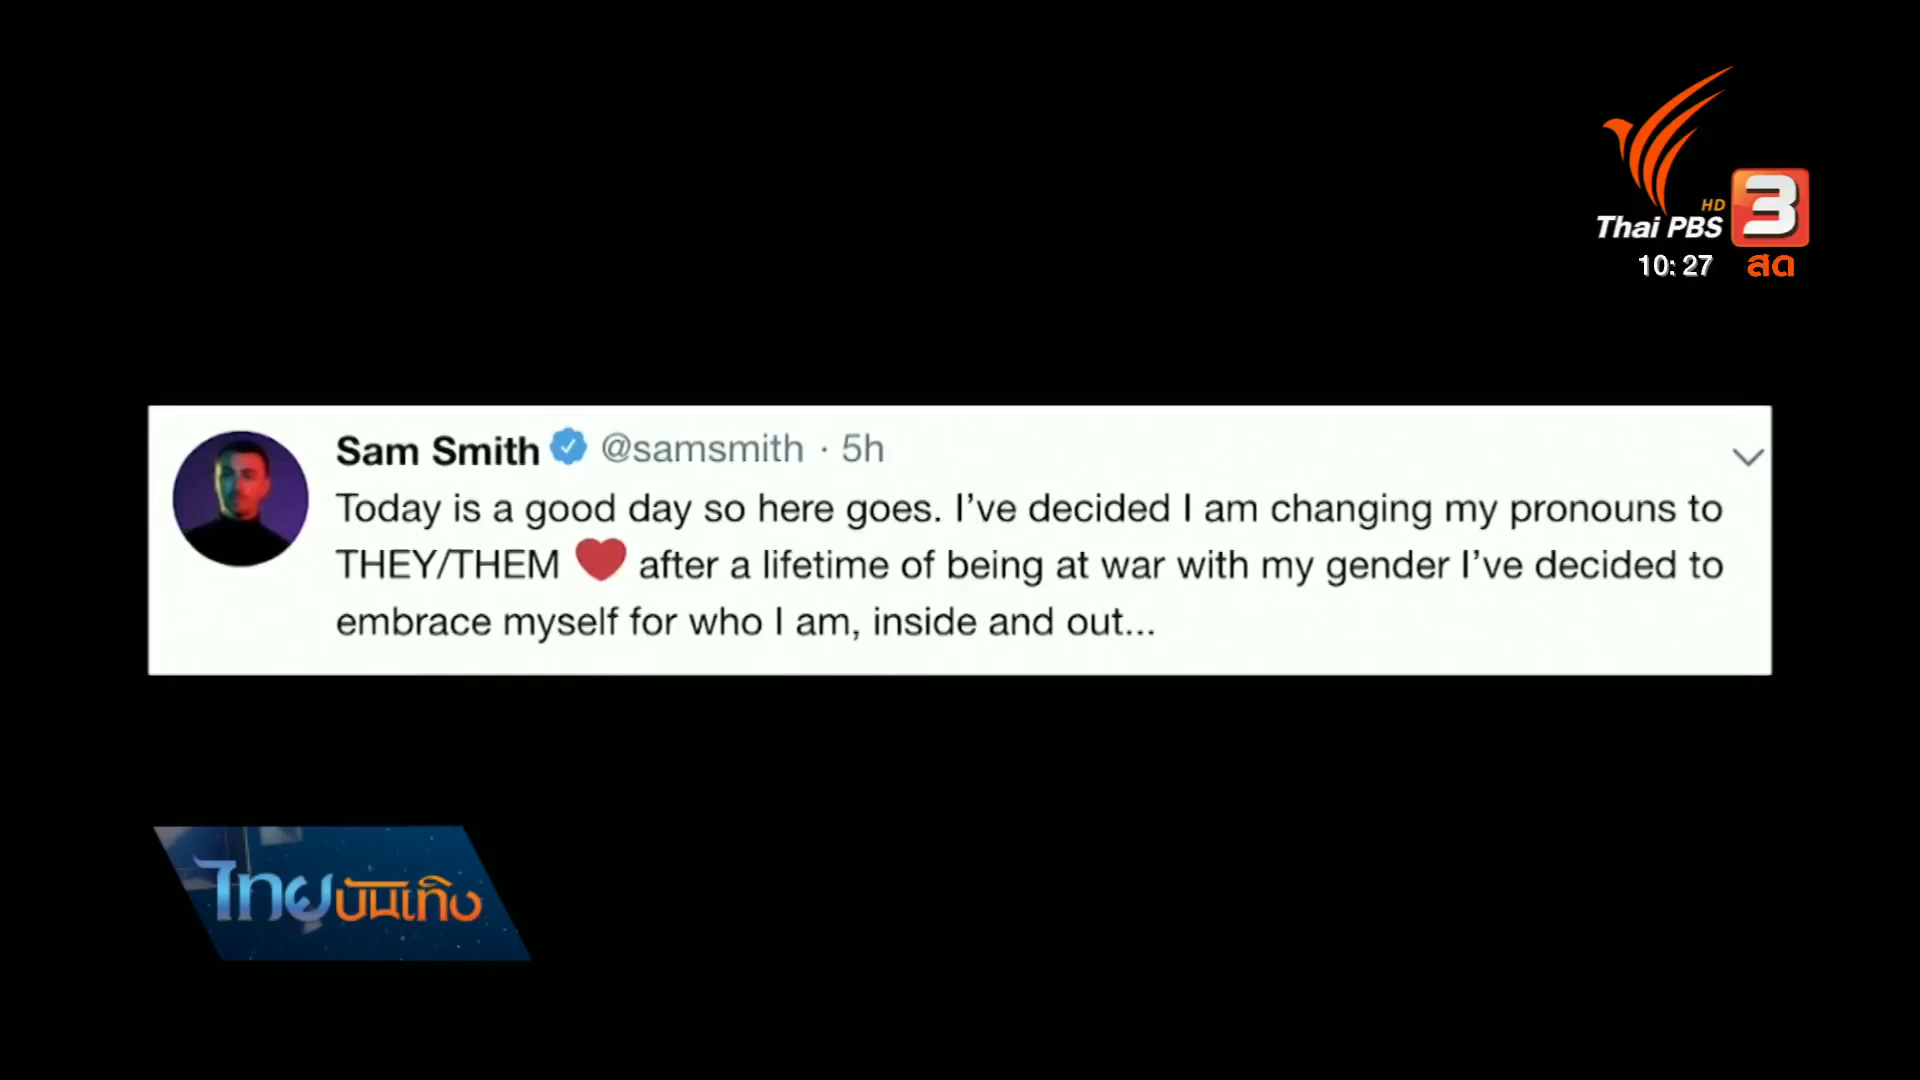 HD
Thai PBS 3
10: 27 สด
Sam Smith @samsmith · 5h
Today is a good day so here goes. I’ve decided I am changing my pronouns to
THEY/THEM ❤ after a lifetime of being at war with my gender I’ve decided to
embrace myself for who I am, inside and out...
ไทยบันเทิง